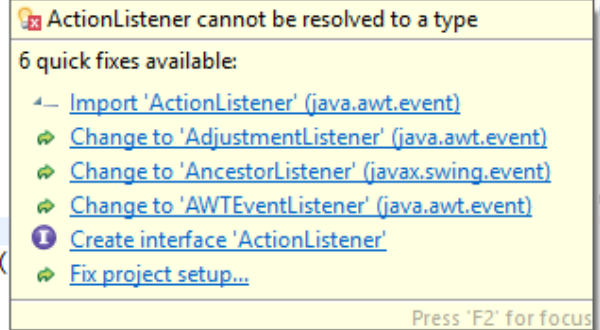 ActionListener cannot be resolved to a type
6 quick fixes available:
Import 'ActionListener' (java.awt.event)
Change to 'AdjustmentListener' (java.awt.event)
Change to 'AncestorListener' (javax.swing.event)
Change to 'AWTEventListener' (java.awt.event)
Create interface 'ActionListener'
( Fix project setup...
Press 'F2' for focus